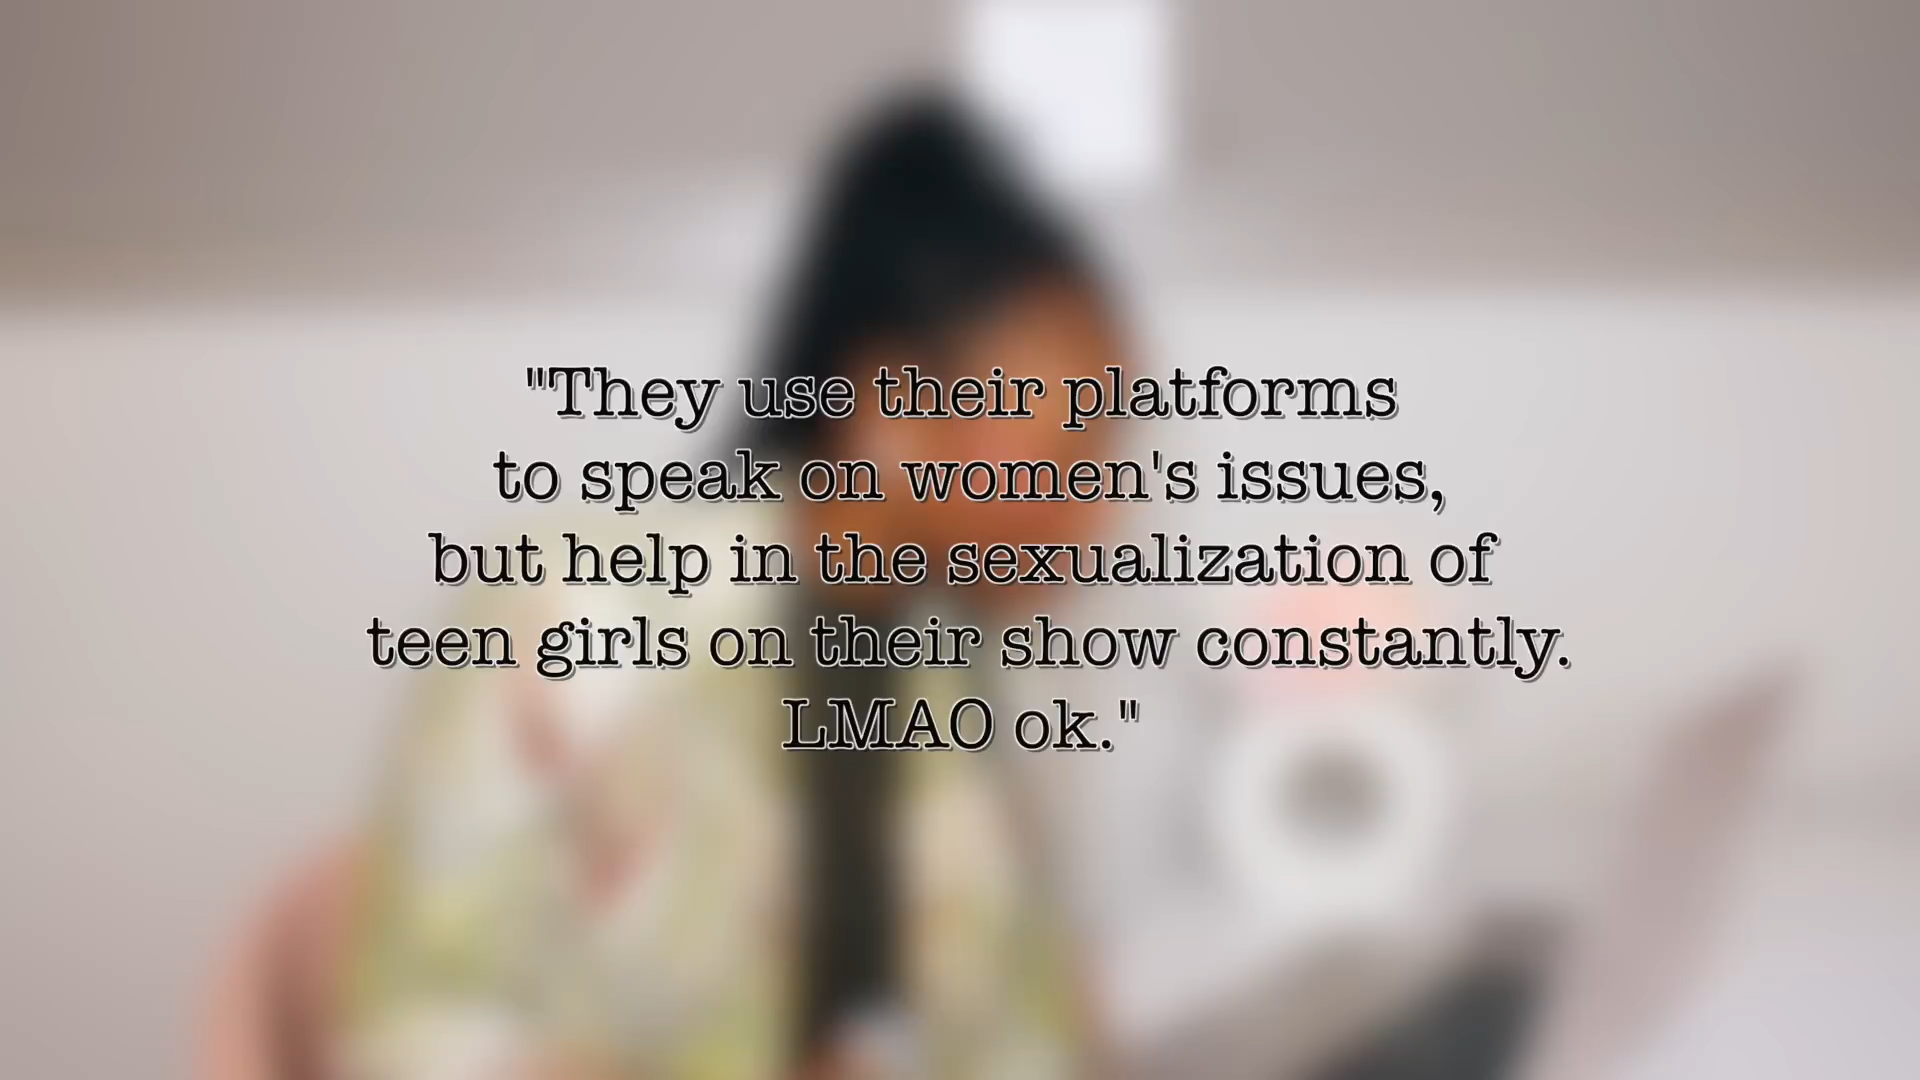 "They use their platforms
to speak on women's issues,
but help in the sexualization of
teen girls on their show constantly.
LMAO ok."